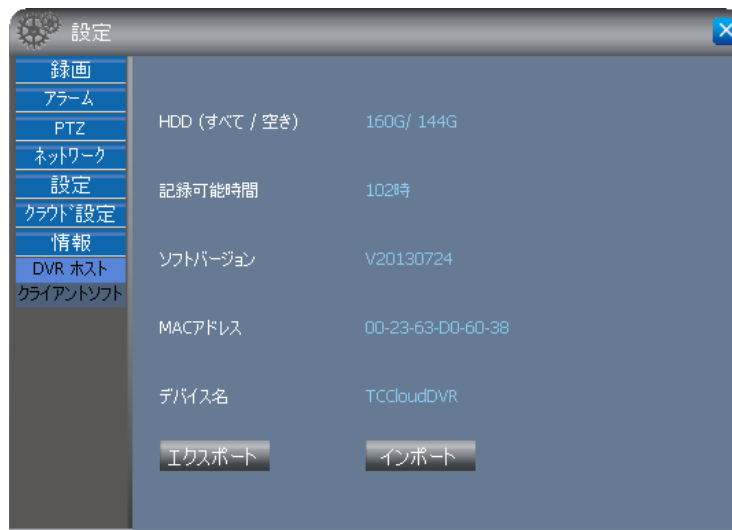 設定
録画
アラーム
PTZ
ネットワーク
設定
クラウド設定
情報
DVR ホスト
クライアントソフト
HDD (すべて / 空き) 160G/ 144G
記録可能時間 102時
ソフトバージョン V20130724
MACアドレス 00-23-63-D0-60-38
デバイス名 TCCloudDVR
エクスポート インポート